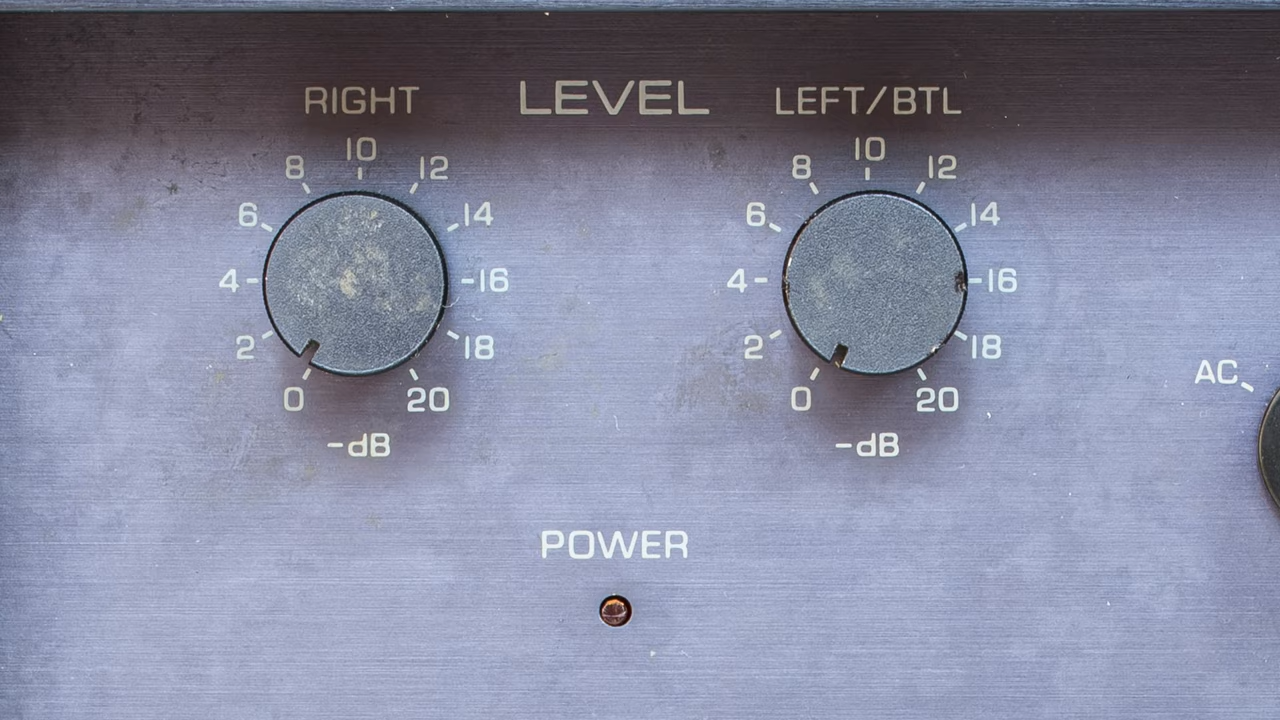 RIGHT LEVEL LEFT/BTL
10 10
8 12 8 12
6 14 6 14
4 16 4 16
2 18 2 18
0 20 0 20
-dB -dB
AC
POWER